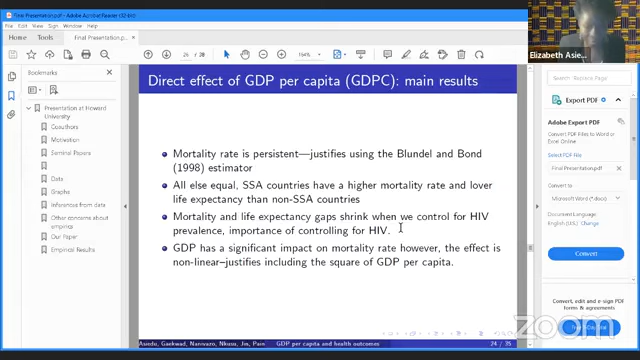 Final Presentation.pdf - Adobe Acrobat Reader DC (32-bit)
File Edit View Sign Window Help
Home Tools Final Presentation.p...
26 / 35 164%
Elizabeth Asie
Bookmarks
Presentation at Howard
University
Coauthors
Motivation
Seminal Papers
Data
Graphs
Inferences from data
Other concerns about
empirics
Our Paper
Empirical Results
Direct effect of GDP per capita (GDPC): main results
Mortality rate is persistent—justifies using the Blundel and Bond
(1998) estimator
All else equal, SSA countries have a higher mortality rate and lover
life expectancy than non-SSA countries
Mortality and life expectancy gaps shrink when we control for HIV
prevalence, importance of controlling for HIV.
GDP has a significant impact on mortality rate however, the effect is
non-linear–justifies including the square of GDP per capita.
Asiedu, Gaekwad, Nanivazo, Nkusu, Jin, Pain GDP per capita and health outcomes 24 / 35
Export PDF
Adobe Export PDF
Convert PDF Files to Word
or Excel Online
Select PDF File
Final Presentation.pdf
Convert to
Microsoft Word (*.docx)
Document Language:
English (U.S.) Change
Convert
Convert, edit and e-sign PDF
forms & agreements
zoom